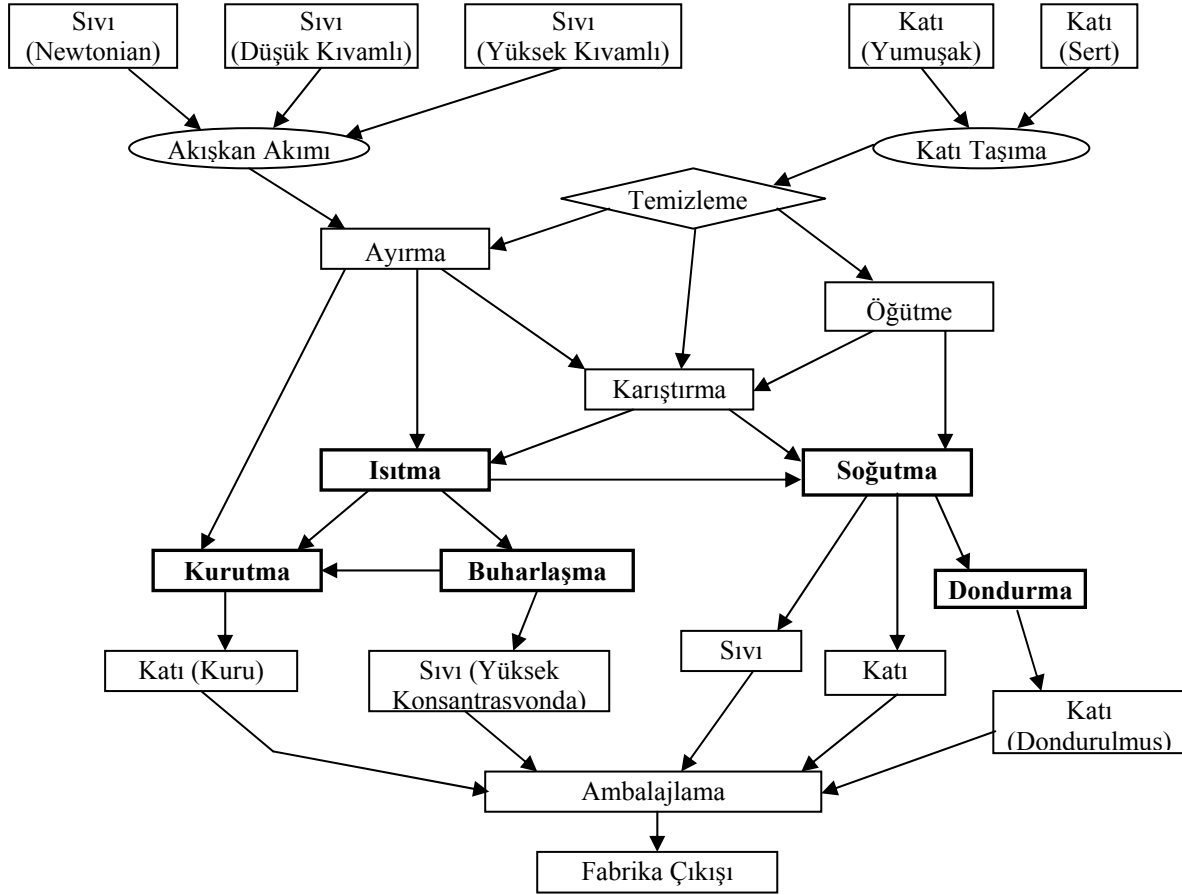 Sıvı
(Newtonian)
Sıvı
(Düşük Kıvamlı)
Sıvı
(Yüksek Kıvamlı)
Katı
(Yumuşak)
Katı
(Sert)
Akışkan Akımı
Katı Taşıma
Temizleme
Ayırma
Öğütme
Karıştırma
Isıtma
Soğutma
Kurutma
Buharlaşma
Dondurma
Katı (Kuru)
Sıvı (Yüksek
Konsantrasyonda)
Sıvı
Katı
Katı
(Dondurulmus)
Ambalajlama
Fabrika Çıkışı